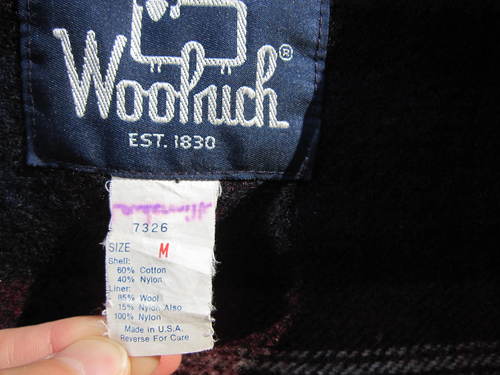 Woolrich®
EST. 1830
7326
SIZE M
Shell:
60% Cotton
40% Nylon
Liner:
85% Wool
15% Nylon Also
100% Nylon
Made in U.S.A.
Reverse For Care